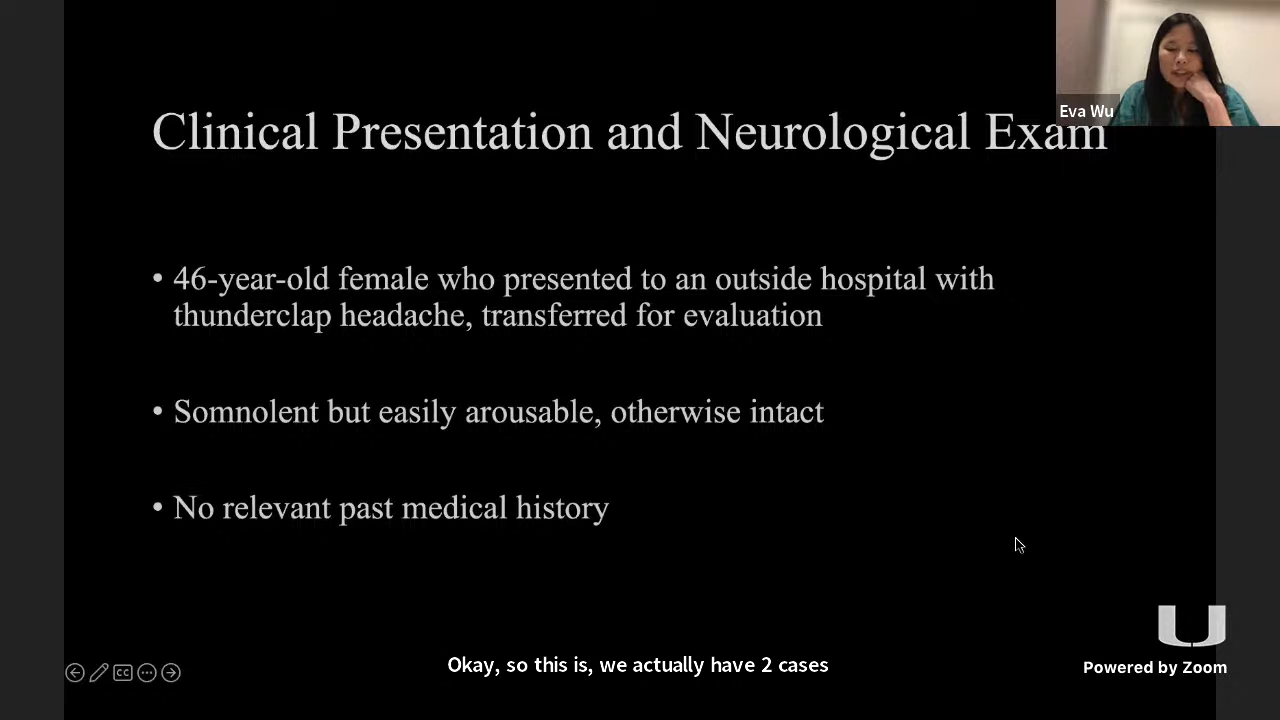 Eva Wu
Clinical Presentation and Neurological Exam
• 46-year-old female who presented to an outside hospital with
thunderclap headache, transferred for evaluation
• Somnolent but easily arousable, otherwise intact
• No relevant past medical history
U
Okay, so this is, we actually have 2 cases
Powered by Zoom
CC